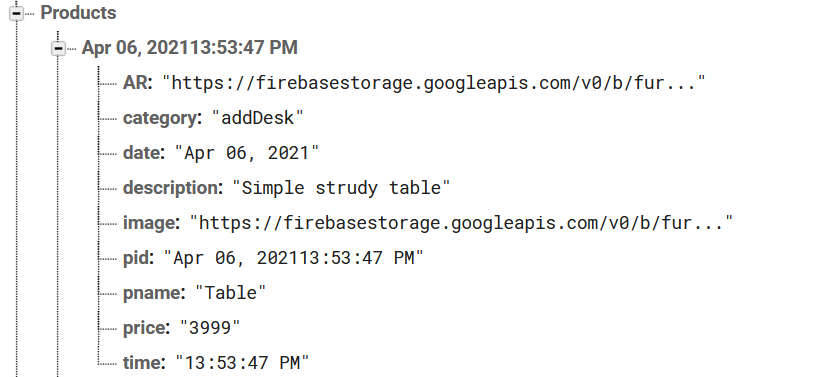 Products
Apr 06, 202113:53:47 PM
AR: "https://firebasestorage.googleapis.com/v0/b/fur..."
category: "addDesk"
date: "Apr 06, 2021"
description: "Simple strudy table"
image: "https://firebasestorage.googleapis.com/v0/b/fur..."
pid: "Apr 06, 202113:53:47 PM"
pname: "Table"
price: "3999"
time: "13:53:47 PM"